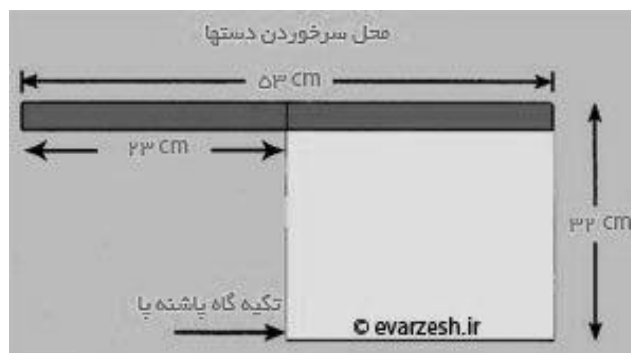 محل سرخوردن دستها
۵۳ cm
۲۳ cm
۳۲ cm
تکیه گاه پاشنه پا
© evarzesh.ir